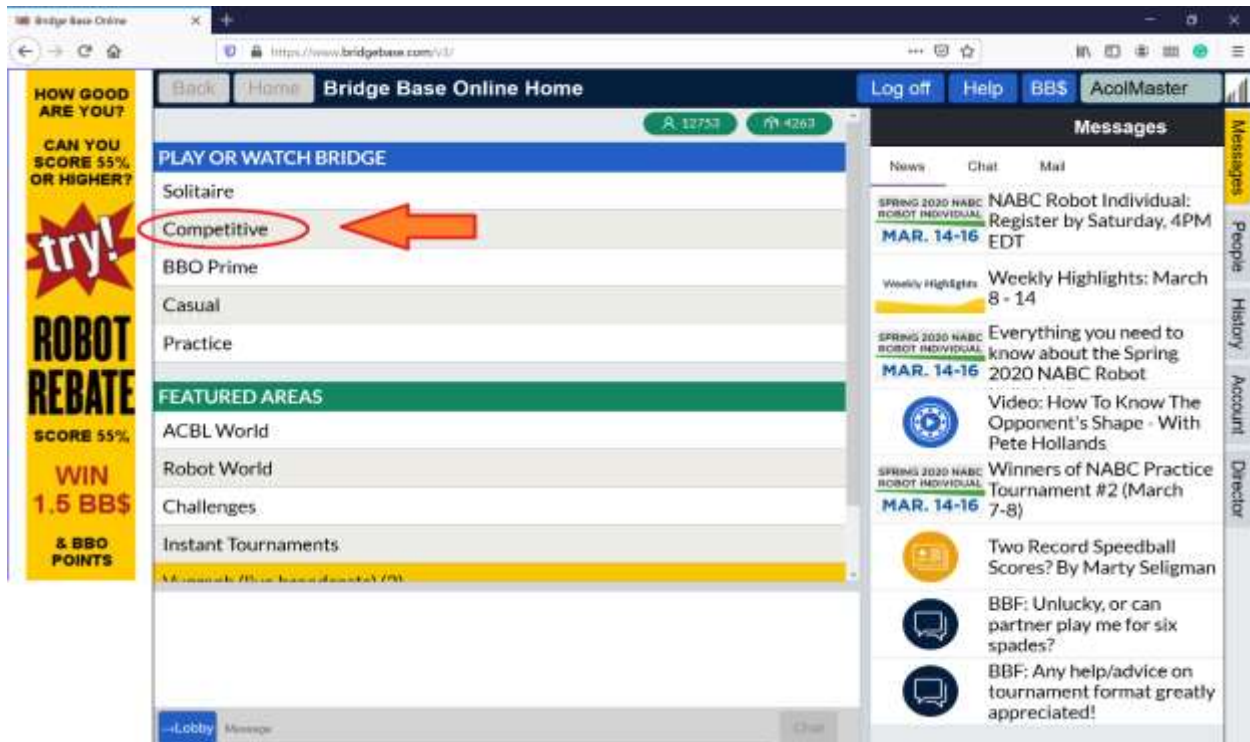 Bridge Base Online
https://www.bridgebase.com/v3/
HOW GOOD
ARE YOU?
CAN YOU
SCORE 55%
OR HIGHER?
try!
ROBOT
REBATE
SCORE 55%
WIN
1.5 BB$
& BBO
POINTS
Back Home Bridge Base Online Home Log off Help BB$ AcolMaster
12753 4263
PLAY OR WATCH BRIDGE
Solitaire
Competitive
BBO Prime
Casual
Practice
FEATURED AREAS
ACBL World
Robot World
Challenges
Instant Tournaments
Vugraph (live broadcasts) (2)
→Lobby Message Chat
Messages
News Chat Mail
SPRING 2020 NABC
ROBOT INDIVIDUAL
MAR. 14-16
NABC Robot Individual:
Register by Saturday, 4PM
EDT
Weekly Highlights
Weekly Highlights: March
8 - 14
SPRING 2020 NABC
ROBOT INDIVIDUAL
MAR. 14-16
Everything you need to
know about the Spring
2020 NABC Robot
Video: How To Know The
Opponent's Shape - With
Pete Hollands
SPRING 2020 NABC
ROBOT INDIVIDUAL
MAR. 14-16
Winners of NABC Practice
Tournament #2 (March
7-8)
Two Record Speedball
Scores? By Marty Seligman
BBF: Unlucky, or can
partner play me for six
spades?
BBF: Any help/advice on
tournament format greatly
appreciated!
Messages
People
History
Account
Director